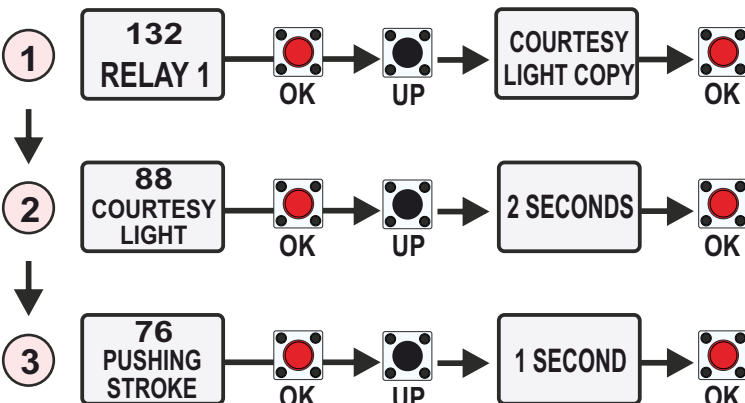 1
132
RELAY 1
OK
UP
COURTESY
LIGHT COPY
OK
2
88
COURTESY
LIGHT
OK
UP
2 SECONDS
OK
3
76
PUSHING
STROKE
OK
UP
1 SECOND
OK